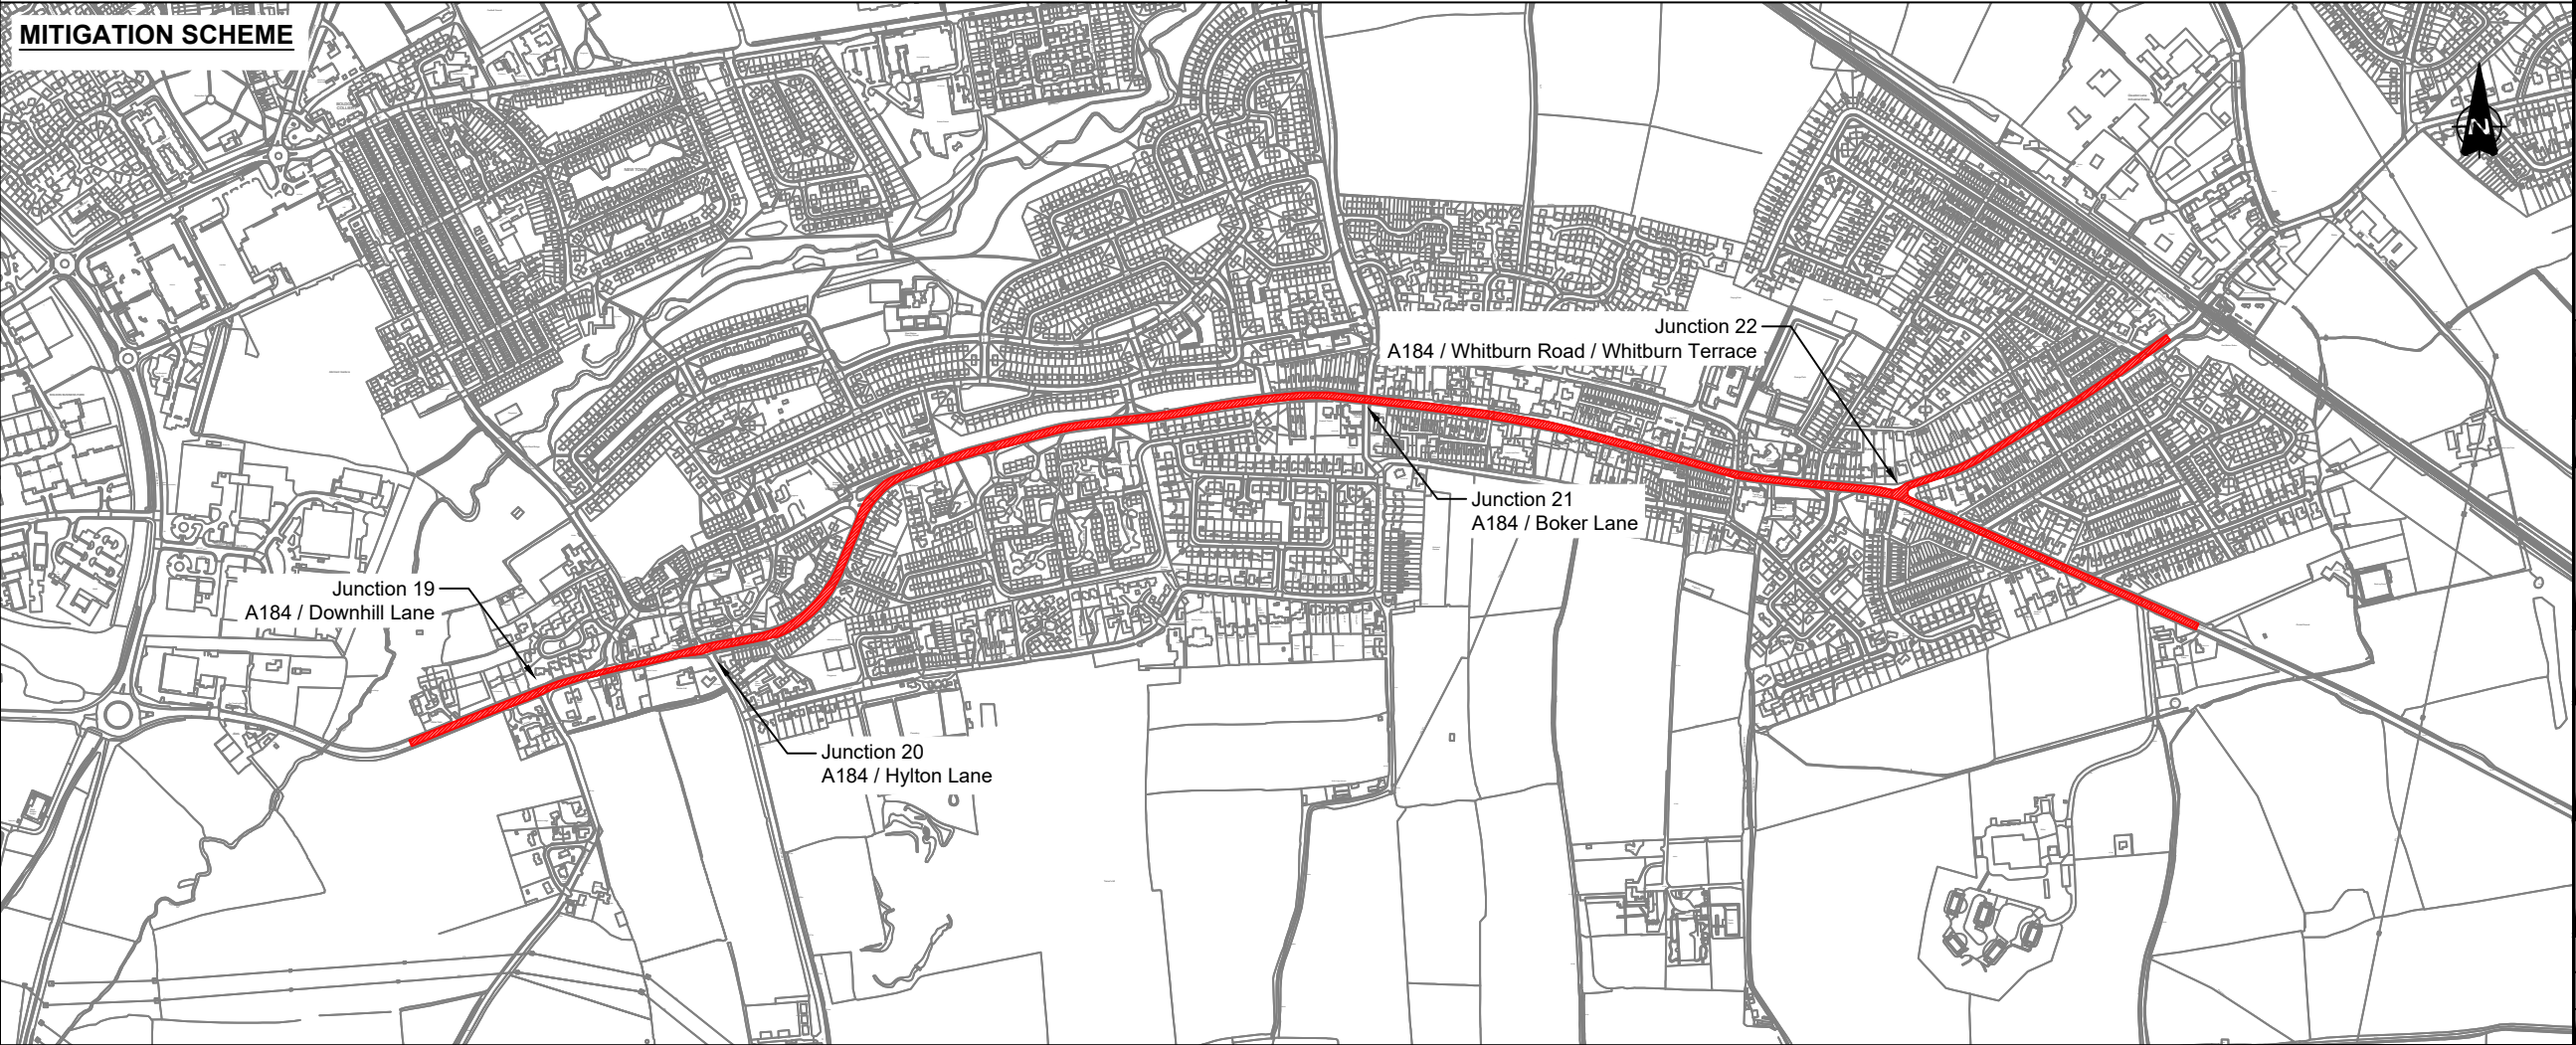 MITIGATION SCHEME
N
Junction 22
A184 / Whitburn Road / Whitburn Terrace
Junction 21
A184 / Boker Lane
Junction 19
A184 / Downhill Lane
Junction 20
A184 / Hylton Lane